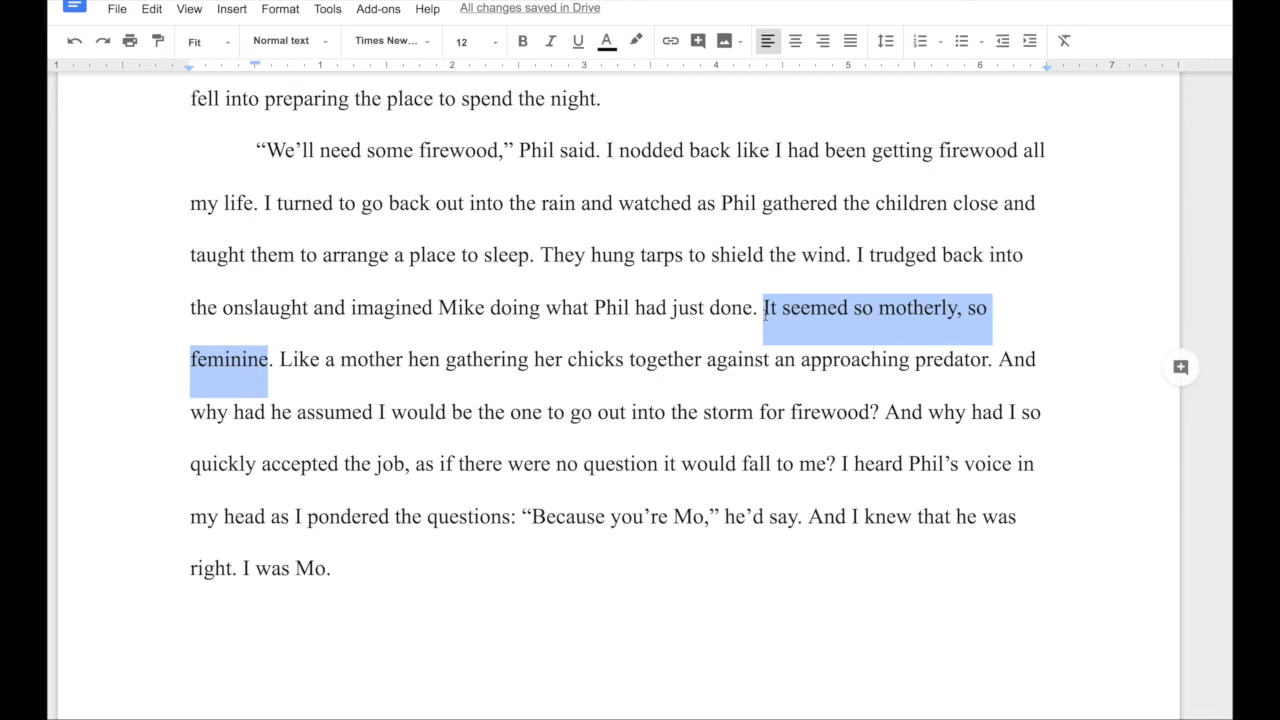 File Edit View Insert Format Tools Add-ons Help All changes saved in Drive
Fit Normal text Times New... 12 B I U A
1 1 2 3 4 5 6 7
fell into preparing the place to spend the night.
“We’ll need some firewood,” Phil said. I nodded back like I had been getting firewood all
my life. I turned to go back out into the rain and watched as Phil gathered the children close and
taught them to arrange a place to sleep. They hung tarps to shield the wind. I trudged back into
the onslaught and imagined Mike doing what Phil had just done. It seemed so motherly, so
feminine. Like a mother hen gathering her chicks together against an approaching predator. And
why had he assumed I would be the one to go out into the storm for firewood? And why had I so
quickly accepted the job, as if there were no question it would fall to me? I heard Phil’s voice in
my head as I pondered the questions: “Because you’re Mo,” he’d say. And I knew that he was
right. I was Mo.